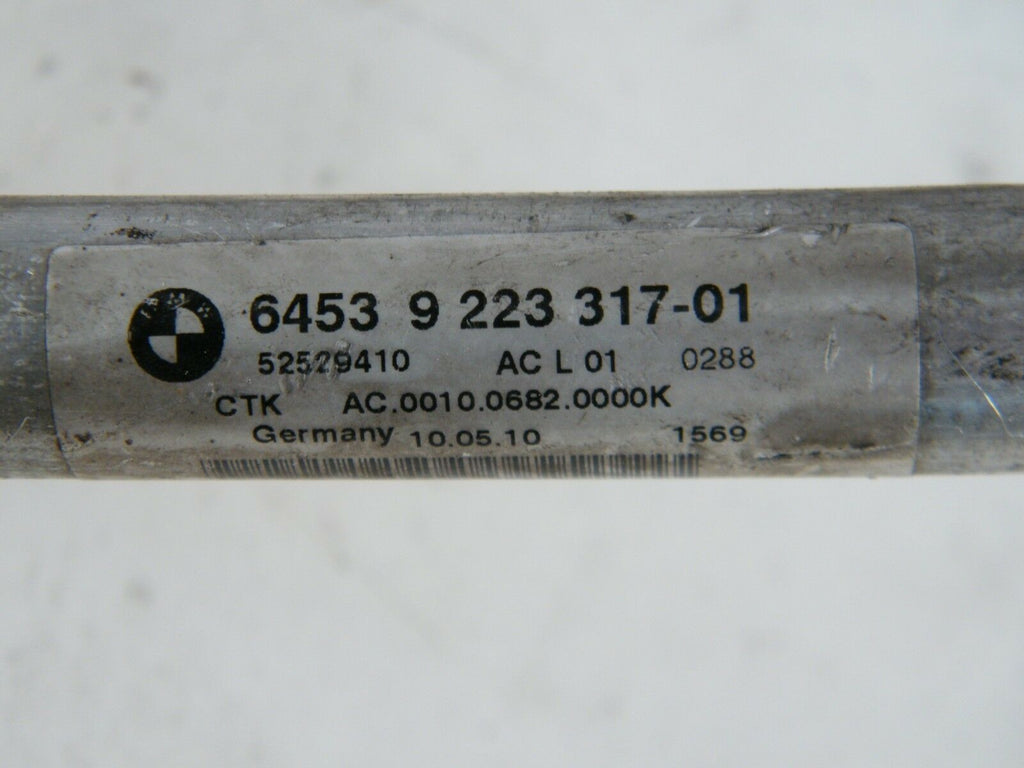 BMW
6453 9 223 317-01
52529410 AC L 01 0288
CTK AC.0010.0682.0000K
Germany 10.05.10 1569